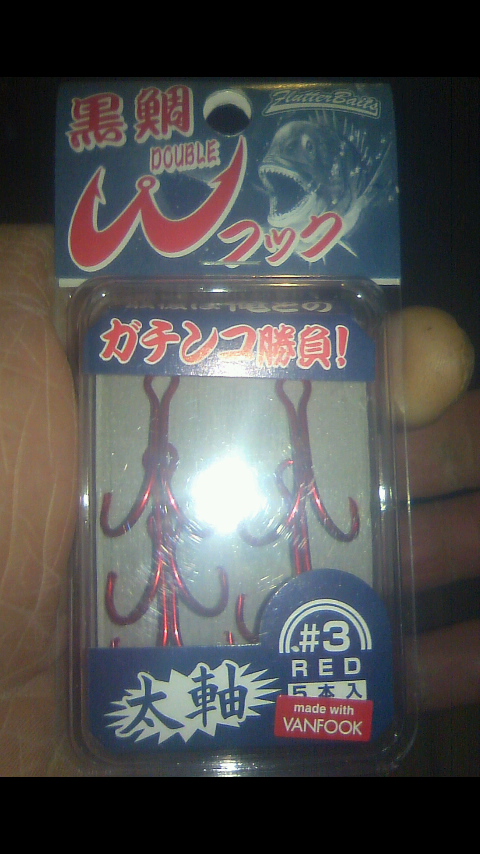 黒鯛
FlutterBaits
DOUBLE
Wフック
ガチンコ勝負!
#3
RED
5本入
太軸
made with
VANFOOK